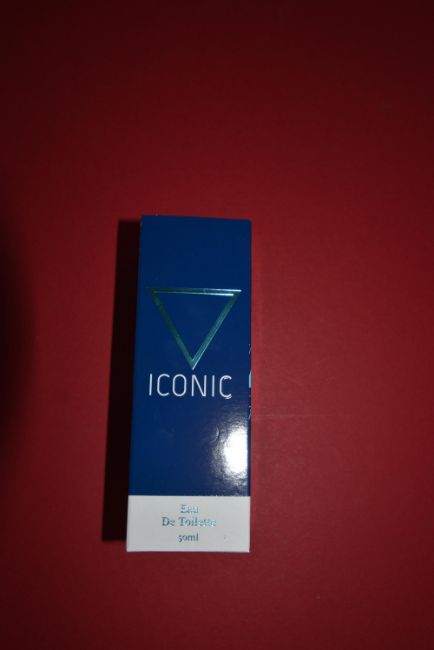 ICONIC
Eau
De Toilette
50ml